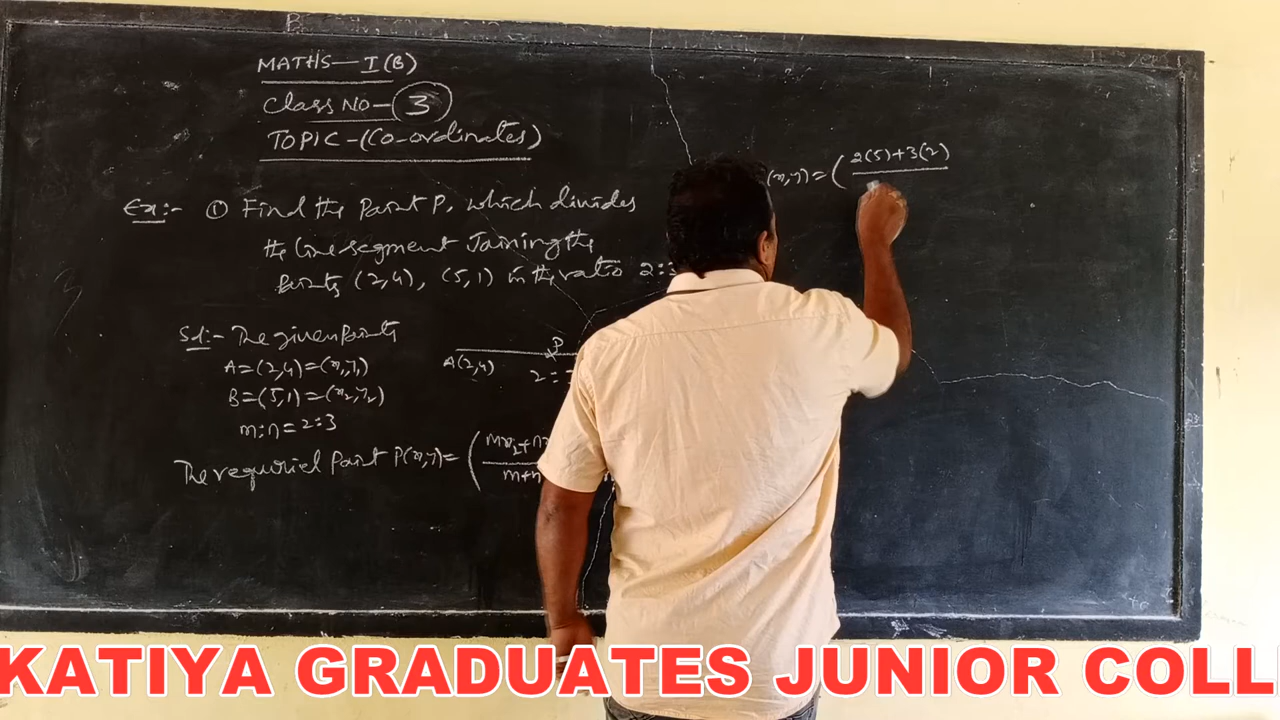 MATHS - I (B)
Class NO - 3
TOPIC - (Co-ordinates)
Ex:- ① Find the Point P, which divides
the line segment Joining the
Points (2,4), (5,1) in the ratio 2:3
Sol:- The given Points
A = (2,4) = (x₁, y₁)
B = (5,1) = (x₂, y₂)
m:n = 2:3
A(2,4) P
2:
The requried Point P(x,y) = ( mx₂+n
m+n
(x,y) = ( 2(5)+3(2)
KATIYA GRADUATES JUNIOR COLL